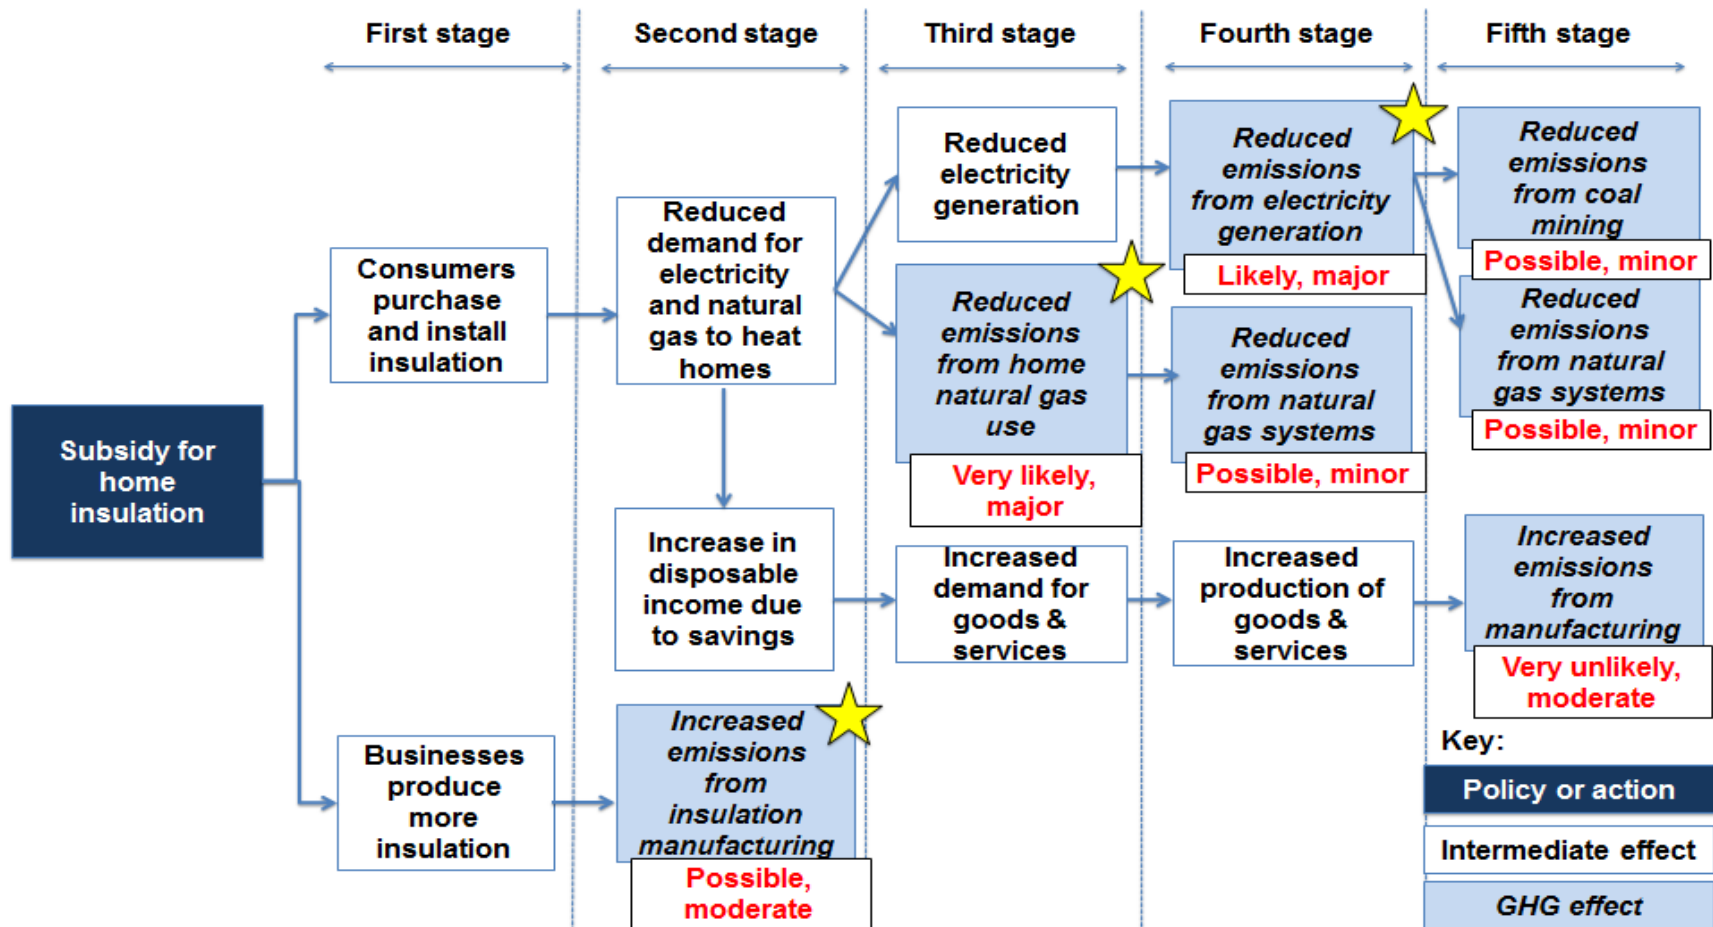 First stage
Second stage
Third stage
Fourth stage
Fifth stage
Subsidy for
home
insulation
Consumers
purchase
and install
insulation
Businesses
produce
more
insulation
Reduced
demand for
electricity
and natural
gas to heat
homes
Increase in
disposable
income due
to savings
Increased
emissions
from
insulation
manufacturing
Possible,
moderate
Reduced
electricity
generation
Reduced
emissions
from home
natural gas
use
Very likely,
major
Increased
demand for
goods &
services
Reduced
emissions
from electricity
generation
Likely, major
Reduced
emissions
from natural
gas systems
Possible, minor
Increased
production of
goods &
services
Reduced
emissions
from coal
mining
Possible, minor
Reduced
emissions
from natural
gas systems
Possible, minor
Increased
emissions
from
manufacturing
Very unlikely,
moderate
Key:
Policy or action
Intermediate effect
GHG effect